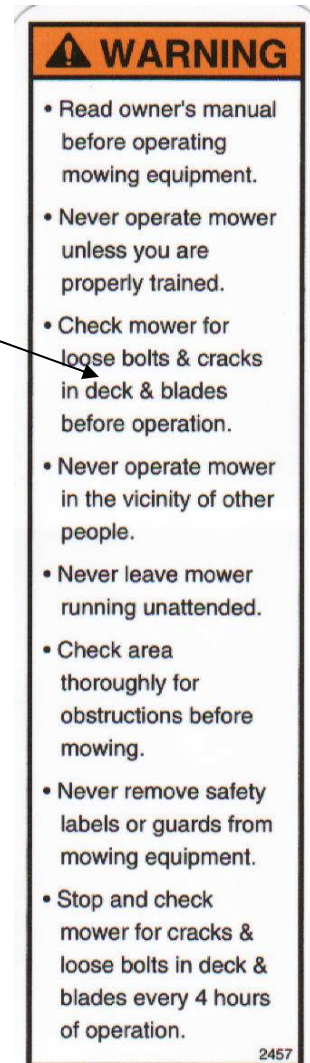 WARNING
• Read owner's manual
before operating
mowing equipment.
• Never operate mower
unless you are
properly trained.
• Check mower for
loose bolts & cracks
in deck & blades
before operation.
• Never operate mower
in the vicinity of other
people.
• Never leave mower
running unattended.
• Check area
thoroughly for
obstructions before
mowing.
• Never remove safety
labels or guards from
mowing equipment.
• Stop and check
mower for cracks &
loose bolts in deck &
blades every 4 hours
of operation.
2457